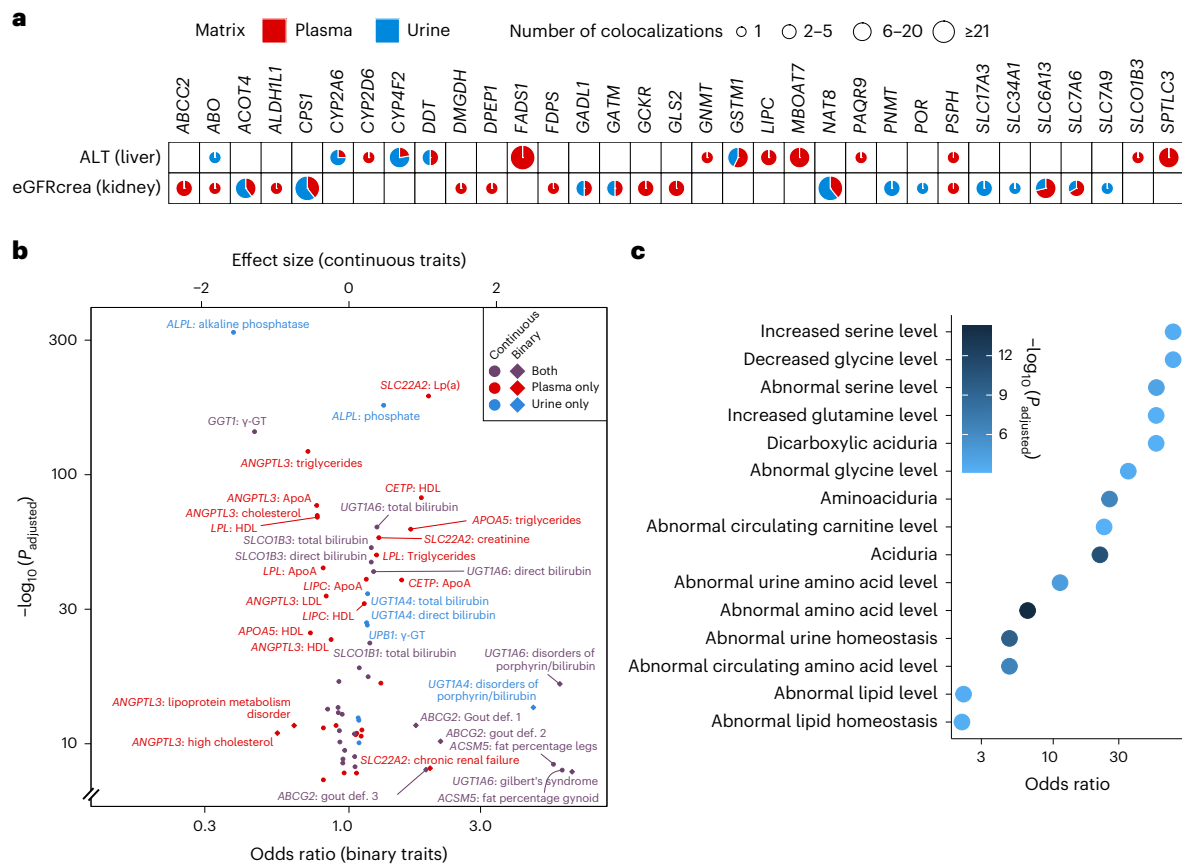 a
Matrix Plasma Urine Number of colocalizations 1 2–5 6–20 ≥21
ABCC2
ABO
ACOT4
ALDH1L1
CPS1
CYP2A6
CYP2D6
CYP4F2
DDT
DMGDH
DPEP1
FADS1
FDPS
GADL1
GATM
GCKR
GLS2
GNMT
GSTM1
LIPC
MBOAT7
NAT8
PAQR9
PNMT
POR
PSPH
SLC17A3
SLC34A1
SLC6A13
SLC7A6
SLC7A9
SLCO1B3
SPTLC3
ALT (liver)
eGFRcrea (kidney)
b
Effect size (continuous traits)
−2 0 2
−log10 (Padjusted)
300
100
30
10
Continuous
Binary
Both
Plasma only
Urine only
ALPL: alkaline phosphatase
SLC22A2: Lp(a)
ALPL: phosphate
GGT1: γ-GT
ANGPTL3: triglycerides
CETP: HDL
ANGPTL3: ApoA
UGT1A6: total bilirubin
ANGPTL3: cholesterol
APOA5: triglycerides
LPL: HDL
SLCO1B3: total bilirubin
SLC22A2: creatinine
SLCO1B3: direct bilirubin
LPL: Triglycerides
LPL: ApoA
UGT1A6: direct bilirubin
LIPC: ApoA
CETP: ApoA
ANGPTL3: LDL
UGT1A4: total bilirubin
LIPC: HDL
UGT1A4: direct bilirubin
APOA5: HDL
UPB1: γ-GT
ANGPTL3: HDL
SLCO1B1: total bilirubin
UGT1A6: disorders of
porphyrin/bilirubin
UGT1A4: disorders of
porphyrin/bilirubin
ANGPTL3: lipoprotein metabolism
disorder
ABCG2: Gout def. 1
ANGPTL3: high cholesterol
ABCG2: gout def. 2
ACSM5: fat percentage legs
SLC22A2: chronic renal failure
UGT1A6: gilbert's syndrome
ABCG2: gout def. 3
ACSM5: fat percentage gynoid
0.3 1.0 3.0
Odds ratio (binary traits)
c
Increased serine level
Decreased glycine level
Abnormal serine level
Increased glutamine level
Dicarboxylic aciduria
Abnormal glycine level
Aminoaciduria
Abnormal circulating carnitine level
Aciduria
Abnormal urine amino acid level
Abnormal amino acid level
Abnormal urine homeostasis
Abnormal circulating amino acid level
Abnormal lipid level
Abnormal lipid homeostasis
12
9
6
−log10 (Padjusted)
3 10 30
Odds ratio